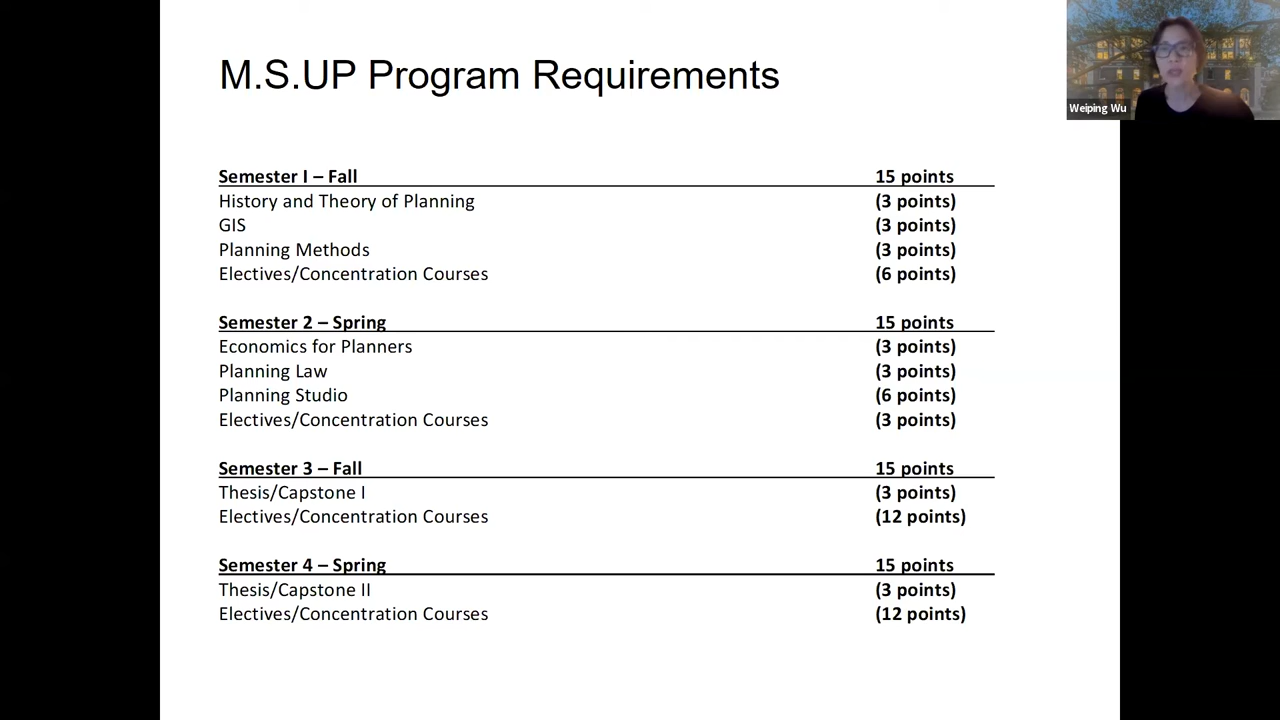 M.S.UP Program Requirements
Weiping Wu
Semester I – Fall 15 points
History and Theory of Planning (3 points)
GIS (3 points)
Planning Methods (3 points)
Electives/Concentration Courses (6 points)
Semester 2 – Spring 15 points
Economics for Planners (3 points)
Planning Law (3 points)
Planning Studio (6 points)
Electives/Concentration Courses (3 points)
Semester 3 – Fall 15 points
Thesis/Capstone I (3 points)
Electives/Concentration Courses (12 points)
Semester 4 – Spring 15 points
Thesis/Capstone II (3 points)
Electives/Concentration Courses (12 points)